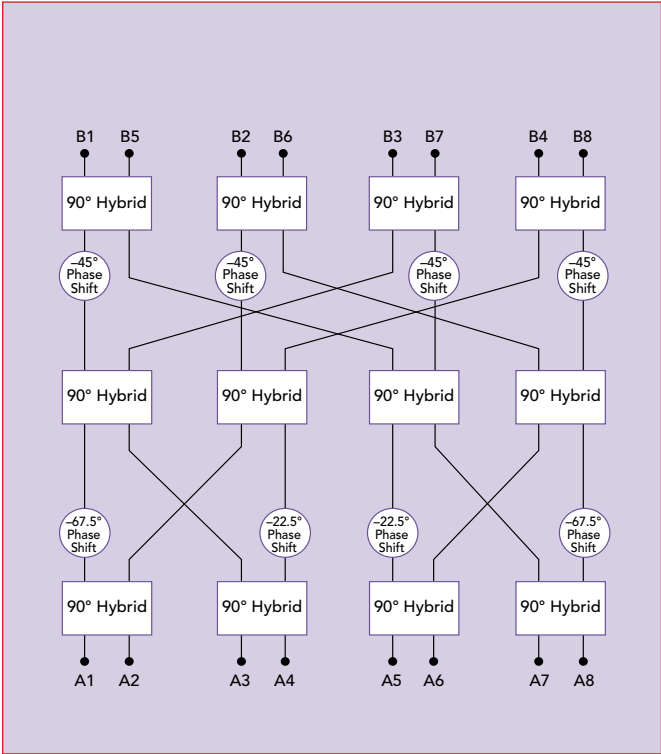 B1 B5 B2 B6 B3 B7 B4 B8
90° Hybrid 90° Hybrid 90° Hybrid 90° Hybrid
–45° –45° –45° –45°
Phase Phase Phase Phase
Shift Shift Shift Shift
90° Hybrid 90° Hybrid 90° Hybrid 90° Hybrid
–67.5° –22.5° –22.5° –67.5°
Phase Phase Phase Phase
Shift Shift Shift Shift
90° Hybrid 90° Hybrid 90° Hybrid 90° Hybrid
A1 A2 A3 A4 A5 A6 A7 A8